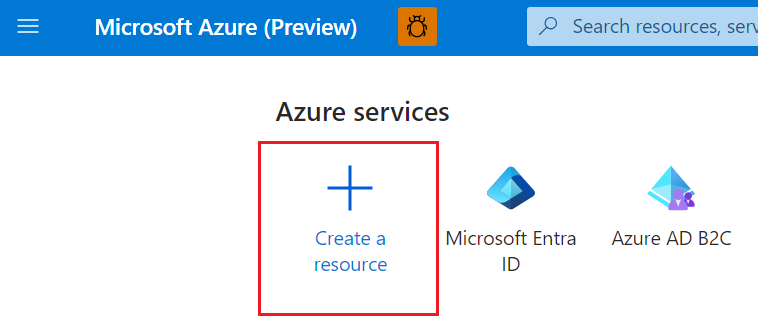 Microsoft Azure (Preview)
Search resources, serv
Azure services
Create a
resource
Microsoft Entra
ID
Azure AD B2C